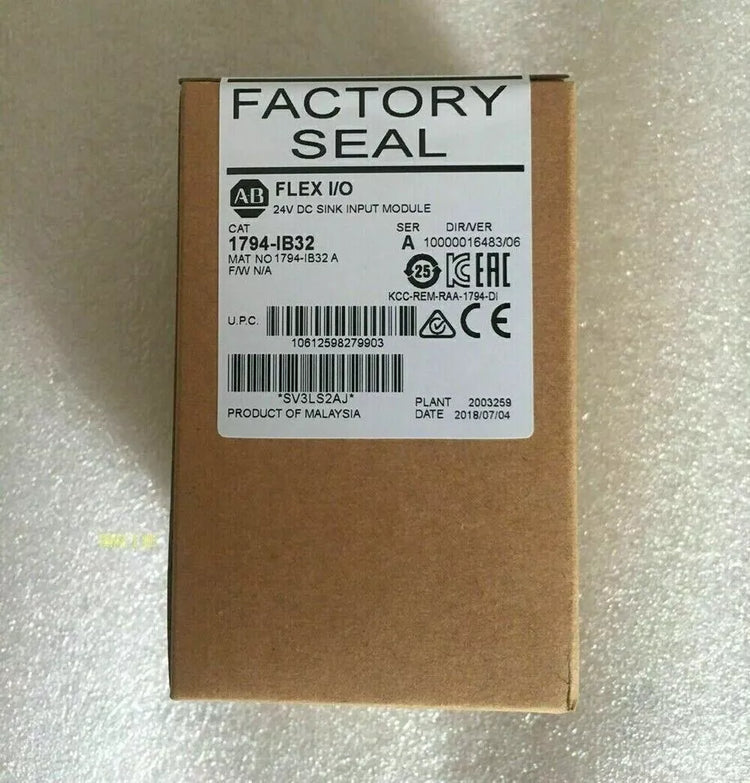 FACTORY
SEAL
AB
FLEX I/O
24V DC SINK INPUT MODULE
CAT
SER
DIR/VER
1794-IB32
A
10000016483/06
MAT NO 1794-IB32 A
F/W N/A
25
EAC
KCC-REM-RAA-1794-DI
U.P.C.
10612598279903
CE
*SV3LS2AJ*
PRODUCT OF MALAYSIA
PLANT 2003259
DATE 2018/07/04